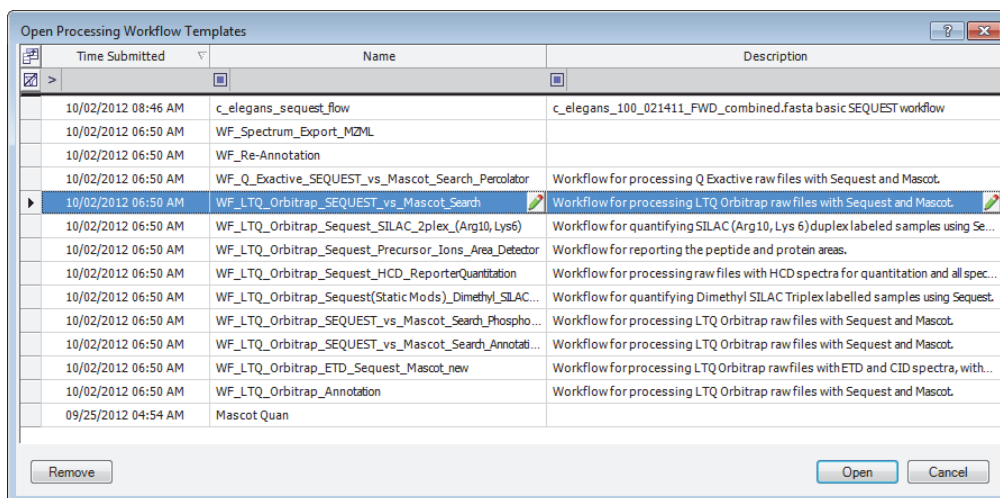 Open Processing Workflow Templates
Time Submitted Name Description
>
10/02/2012 08:46 AM c_elegans_sequest_flow c_elegans_100_021411_FWD_combined.fasta basic SEQUEST workflow
10/02/2012 06:50 AM WF_Spectrum_Export_MZML
10/02/2012 06:50 AM WF_Re-Annotation
10/02/2012 06:50 AM WF_Q_Exactive_SEQUEST_vs_Mascot_Search_Percolator Workflow for processing Q Exactive raw files with Sequest and Mascot.
10/02/2012 06:50 AM WF_LTQ_Orbitrap_SEQUEST_vs_Mascot_Search Workflow for processing LTQ Orbitrap raw files with Sequest and Mascot.
10/02/2012 06:50 AM WF_LTQ_Orbitrap_Sequest_SILAC_2plex_(Arg10, Lys6) Workflow for quantifying SILAC (Arg10, Lys 6) duplex labeled samples using Se...
10/02/2012 06:50 AM WF_LTQ_Orbitrap_Sequest_Precursor_Ions_Area_Detector Workflow for reporting the peptide and protein areas.
10/02/2012 06:50 AM WF_LTQ_Orbitrap_Sequest_HCD_ReporterQuantitation Workflow for processing raw files with HCD spectra for quantitation and all spec...
10/02/2012 06:50 AM WF_LTQ_Orbitrap_Sequest(Static Mods)_Dimethyl_SILAC... Workflow for quantifying Dimethyl SILAC Triplex labelled samples using Sequest.
10/02/2012 06:50 AM WF_LTQ_Orbitrap_SEQUEST_vs_Mascot_Search_Phospho... Workflow for processing LTQ Orbitrap raw files with Sequest and Mascot.
10/02/2012 06:50 AM WF_LTQ_Orbitrap_SEQUEST_vs_Mascot_Search_Annotati... Workflow for processing LTQ Orbitrap raw files with Sequest and Mascot.
10/02/2012 06:50 AM WF_LTQ_Orbitrap_ETD_Sequest_Mascot_new Workflow for processing LTQ Orbitrap raw files with ETD and CID spectra, with...
10/02/2012 06:50 AM WF_LTQ_Orbitrap_Annotation Workflow for processing LTQ Orbitrap raw files with Sequest and Mascot.
09/25/2012 04:54 AM Mascot Quan
Remove Open Cancel